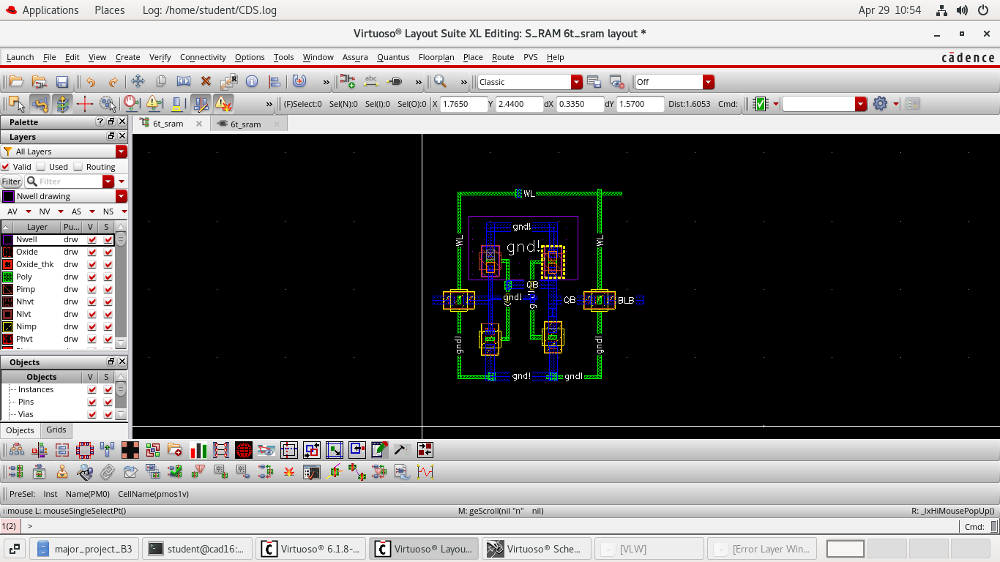 Applications Places Log: /home/student/CDS.log Apr 29 10:54
Virtuoso® Layout Suite XL Editing: S_RAM 6t_sram layout *
Launch File Edit View Create Verify Connectivity Options Tools Window Assura Quantus Floorplan Place Route PVS Help cādence
» » » Classic Off
» (F)Select:0 Sel(N):0 Sel(I):0 Sel(O):0 X 1.7650 Y 2.4400 dX 0.3350 dY 1.5700 Dist:1.6053 Cmd:
Palette
6t_sram 6t_sram
Layers
All Layers
Valid Used Routing
Filter Filter
Nwell drawing
AV NV AS NS
Layer Pu... V S
Nwell drw
Oxide drw
Oxide_thk drw
Poly drw
Pimp drw
Nhvt drw
Nlvt drw
Nimp drw
Phvt drw
WL
gnd!
WL gnd! WL
QB
gnd! QB BLB
gnd! gnd!
gnd! gnd!
Objects
Objects V S
Instances
Pins
Vias
Objects Grids
PreSel: Inst Name(PM0) CellName(pmos1v)
mouse L: mouseSingleSelectPt() M: geScroll(nil "n" nil) R: _lxHiMousePopUp()
1(2) > Cmd:
major_project_B3 student@cad16:... Virtuoso® 6.1.8-... Virtuoso® Layou... Virtuoso® Sche... [VLW] [Error Layer Win...